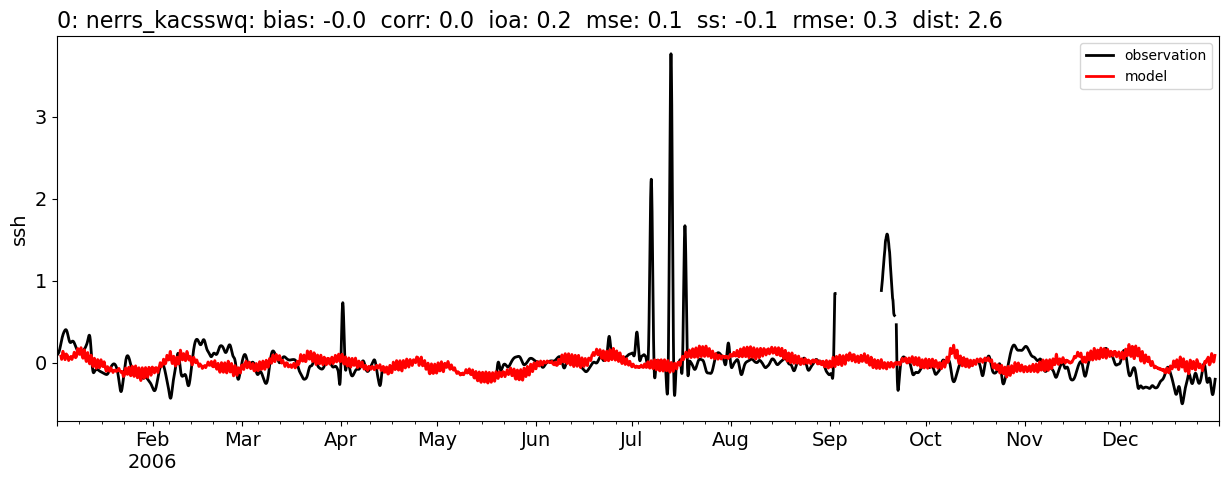 0: nerrs_kacsswq: bias: -0.0  corr: 0.0  ioa: 0.2  mse: 0.1  ss: -0.1  rmse: 0.3  dist: 2.6
observation
model
ssh
3
2
1
0
Feb Mar Apr May Jun Jul Aug Sep Oct Nov Dec
2006